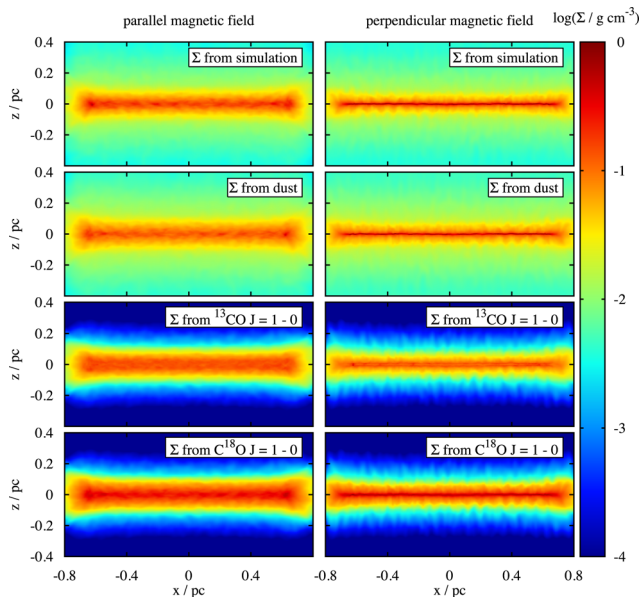 parallel magnetic field
perpendicular magnetic field
log(Σ / g cm⁻³)
0.4
0.2
0
-0.2
z / pc
Σ from simulation
Σ from simulation
0
0.4
0.2
0
-0.2
z / pc
Σ from dust
Σ from dust
-1
0.4
0.2
0
-0.2
z / pc
Σ from ¹³CO J = 1 - 0
Σ from ¹³CO J = 1 - 0
-2
0.4
0.2
0
-0.2
-0.4
z / pc
Σ from C¹⁸O J = 1 - 0
Σ from C¹⁸O J = 1 - 0
-3
-4
-0.8 -0.4 0 0.4 -0.8 -0.4 0 0.4 0.8
x / pc x / pc